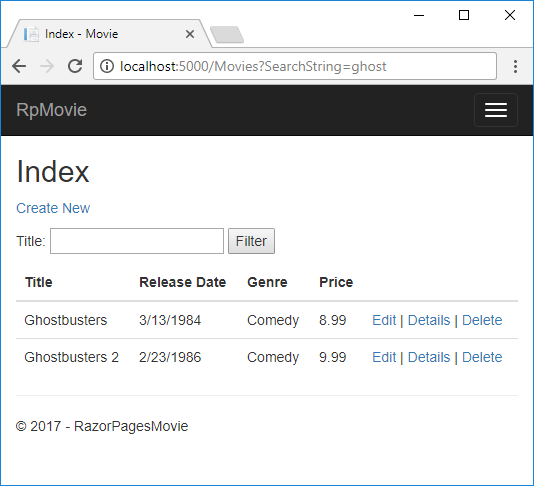 Index - Movie
localhost:5000/Movies?SearchString=ghost
RpMovie
Index
Create New
Title: Filter
Title Release Date Genre Price
Ghostbusters 3/13/1984 Comedy 8.99 Edit | Details | Delete
Ghostbusters 2 2/23/1986 Comedy 9.99 Edit | Details | Delete
© 2017 - RazorPagesMovie